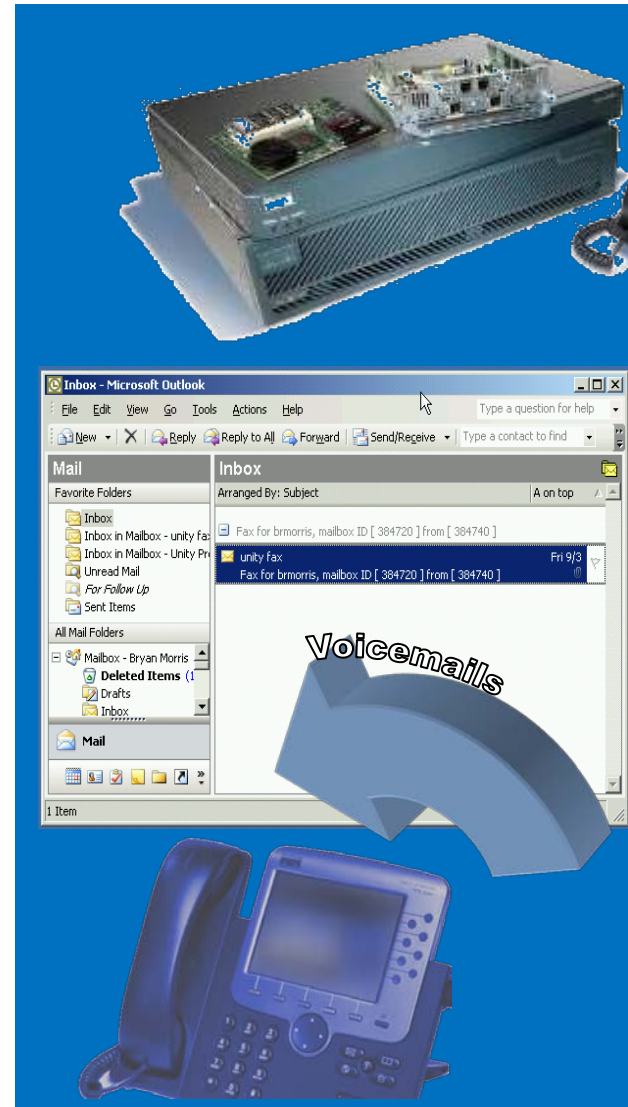 Inbox - Microsoft Outlook
File Edit View Go Tools Actions Help Type a question for help
New Reply Reply to All Forward Send/Receive Type a contact to find
Mail
Favorite Folders
Inbox
Inbox in Mailbox - unity fa
Inbox in Mailbox - Unity Pr
Unread Mail
For Follow Up
Sent Items
All Mail Folders
Mailbox - Bryan Morris
Deleted Items (1
Drafts
Inbox
Mail
1 Item
Inbox
Arranged By: Subject A on top
Fax for brmorris, mailbox ID [ 384720 ] from [ 384740 ]
unity fax Fri 9/3
Fax for brmorris, mailbox ID [ 384720 ] from [ 384740 ]
Voicemails